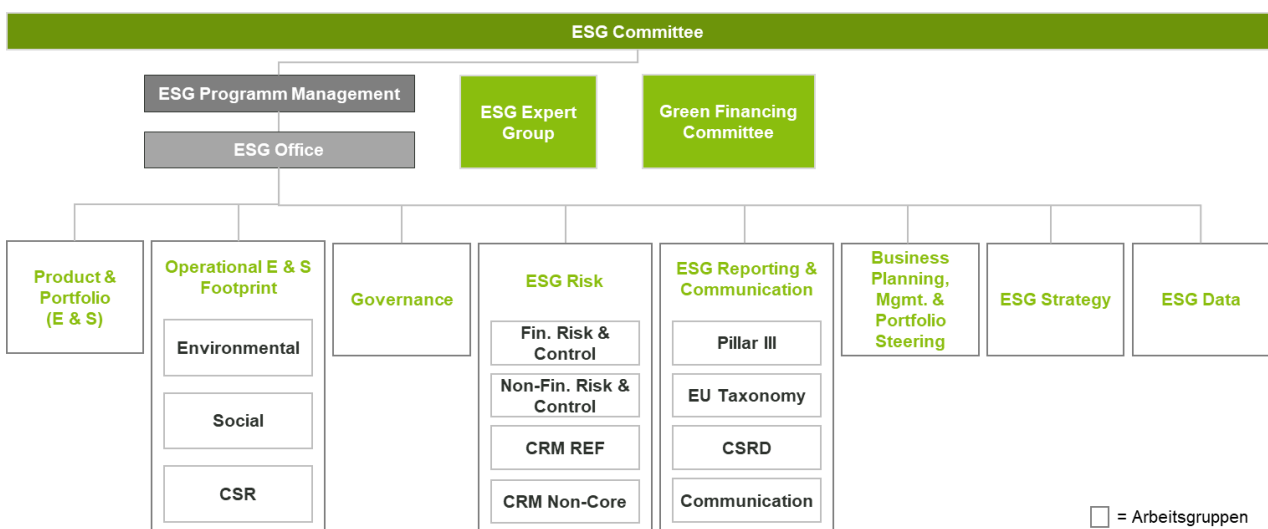 ESG Committee
ESG Programm Management
ESG Office
ESG Expert
Group
Green Financing
Committee
Product &
Portfolio
(E & S)
Operational E & S
Footprint
Environmental
Social
CSR
Governance
ESG Risk
Fin. Risk &
Control
Non-Fin. Risk &
Control
CRM REF
CRM Non-Core
ESG Reporting &
Communication
Pillar III
EU Taxonomy
CSRD
Communication
Business
Planning,
Mgmt. &
Portfolio
Steering
ESG Strategy
ESG Data
= Arbeitsgruppen